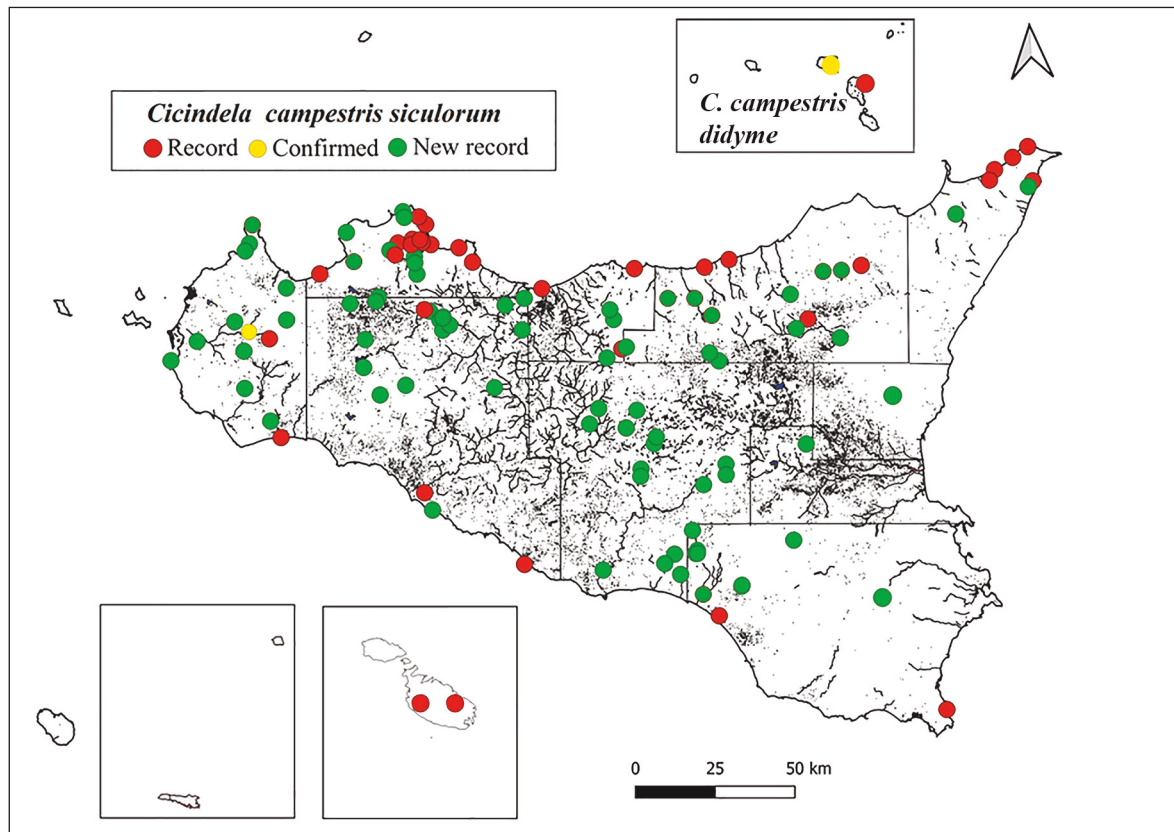 C. campestris
didyme
Cicindela campestris siculorum
Record Confirmed New record
0 25 50 km